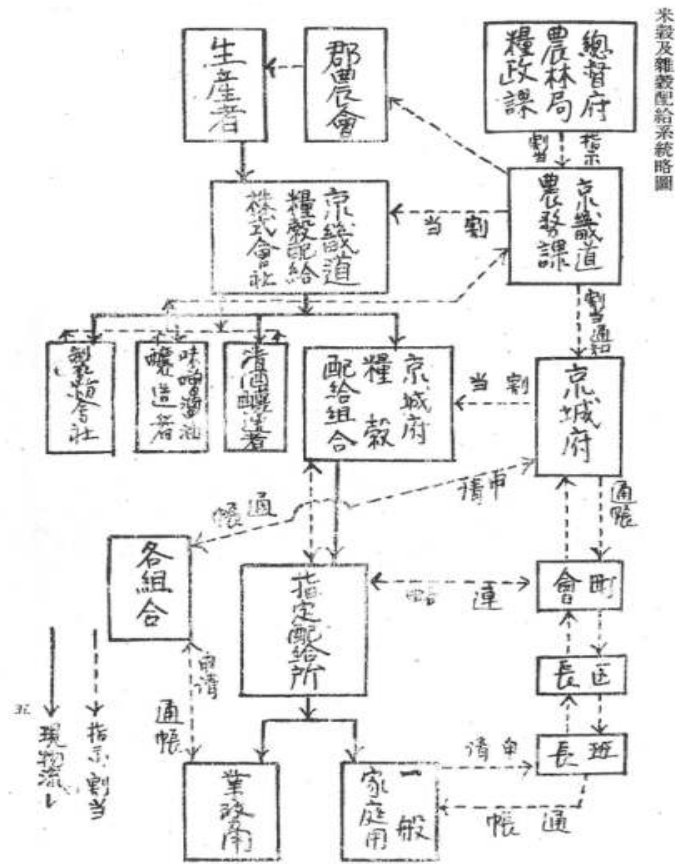 米穀及雜穀配給系統略圖
總督府
農林局
糧政課
指示
割当
郡農會
生産者
京畿道
農務課
割当
京畿道
糧穀配給
株式會社
割当通知
京城府
割当
京城府
糧穀
配給組合
清酒釀造者
味噌醬油
釀造者
製粉會社
申請
通帳
通帳
町會
連絡
指定配給所
各組合
申請
通帳
区長
班長
申請
通帳
一般
家庭用
業政用
指示割当
現物流レ